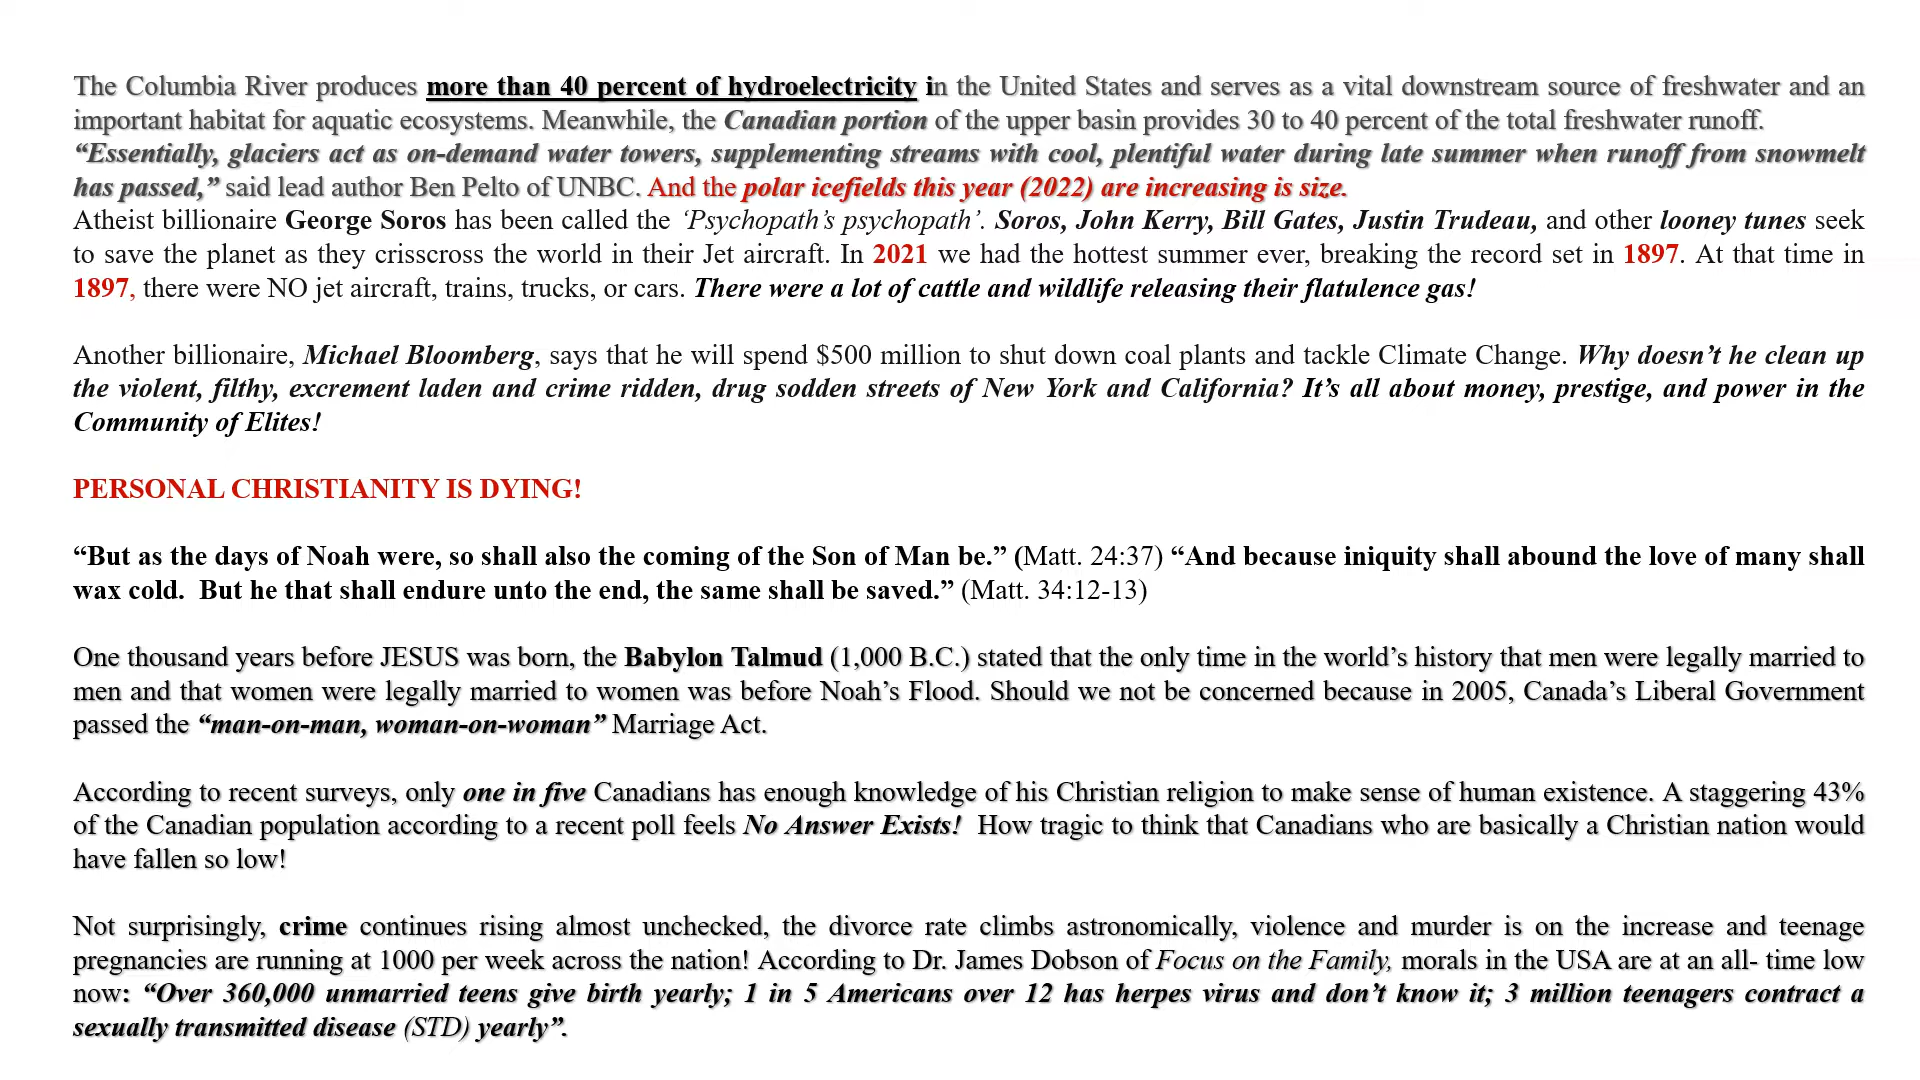 The Columbia River produces more than 40 percent of hydroelectricity in the United States and serves as a vital downstream source of freshwater and an
important habitat for aquatic ecosystems. Meanwhile, the Canadian portion of the upper basin provides 30 to 40 percent of the total freshwater runoff.
“Essentially, glaciers act as on-demand water towers, supplementing streams with cool, plentiful water during late summer when runoff from snowmelt
has passed,” said lead author Ben Pelto of UNBC. And the polar icefields this year (2022) are increasing is size.
Atheist billionaire George Soros has been called the ‘Psychopath’s psychopath’. Soros, John Kerry, Bill Gates, Justin Trudeau, and other looney tunes seek
to save the planet as they crisscross the world in their Jet aircraft. In 2021 we had the hottest summer ever, breaking the record set in 1897. At that time in
1897, there were NO jet aircraft, trains, trucks, or cars. There were a lot of cattle and wildlife releasing their flatulence gas!
Another billionaire, Michael Bloomberg, says that he will spend $500 million to shut down coal plants and tackle Climate Change. Why doesn’t he clean up
the violent, filthy, excrement laden and crime ridden, drug sodden streets of New York and California? It’s all about money, prestige, and power in the
Community of Elites!
PERSONAL CHRISTIANITY IS DYING!
“But as the days of Noah were, so shall also the coming of the Son of Man be.” (Matt. 24:37) “And because iniquity shall abound the love of many shall
wax cold.  But he that shall endure unto the end, the same shall be saved.” (Matt. 34:12-13)
One thousand years before JESUS was born, the Babylon Talmud (1,000 B.C.) stated that the only time in the world’s history that men were legally married to
men and that women were legally married to women was before Noah’s Flood. Should we not be concerned because in 2005, Canada’s Liberal Government
passed the “man-on-man, woman-on-woman” Marriage Act.
According to recent surveys, only one in five Canadians has enough knowledge of his Christian religion to make sense of human existence. A staggering 43%
of the Canadian population according to a recent poll feels No Answer Exists!  How tragic to think that Canadians who are basically a Christian nation would
have fallen so low!
Not surprisingly, crime continues rising almost unchecked, the divorce rate climbs astronomically, violence and murder is on the increase and teenage
pregnancies are running at 1000 per week across the nation! According to Dr. James Dobson of Focus on the Family, morals in the USA are at an all- time low
now: “Over 360,000 unmarried teens give birth yearly; 1 in 5 Americans over 12 has herpes virus and don’t know it; 3 million teenagers contract a
sexually transmitted disease (STD) yearly”.